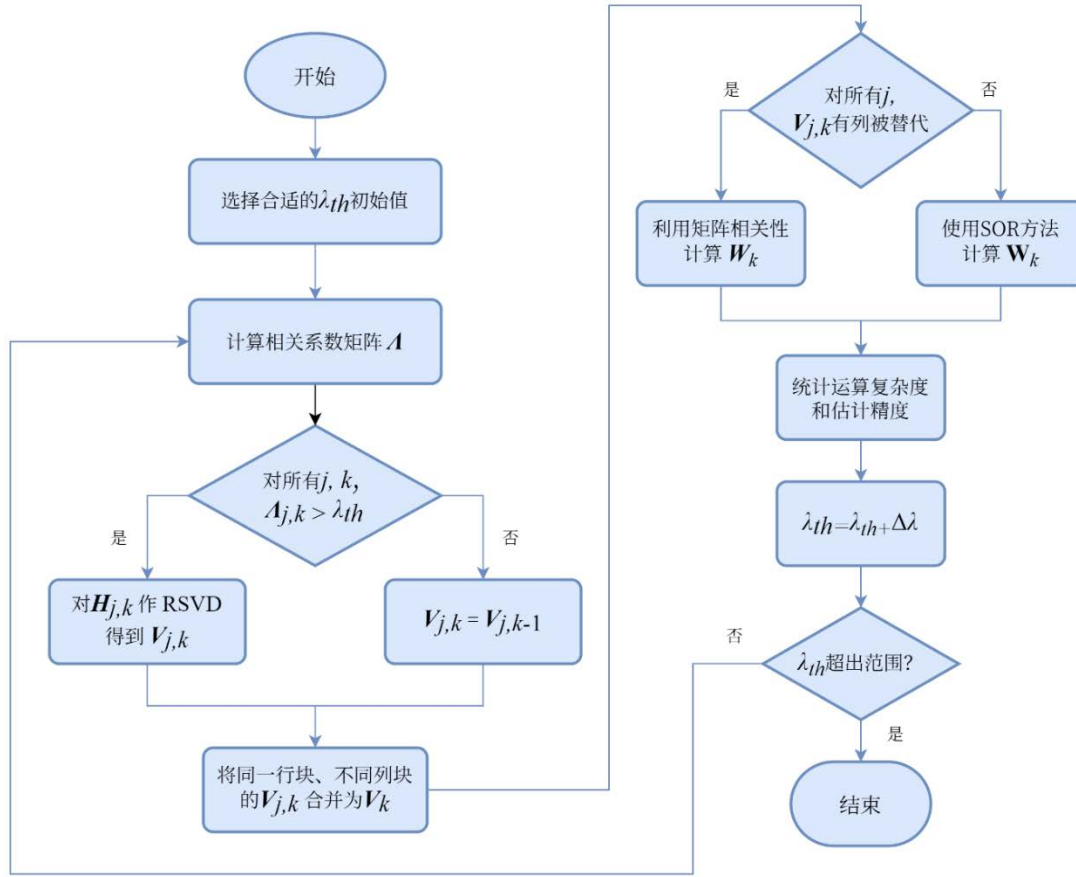 开始
选择合适的λth初始值
计算相关系数矩阵 Λ
对所有j, k,
Λj,k > λth
是
否
对Hj,k 作 RSVD
得到 Vj,k
Vj,k = Vj,k-1
将同一行块、不同列块
的Vj,k 合并为Vk
对所有j,
Vj,k有列被替代
是
否
利用矩阵相关性
计算 Wk
使用SOR方法
计算 Wk
统计运算复杂度
和估计精度
λth=λth+Δλ
λth超出范围?
否
是
结束